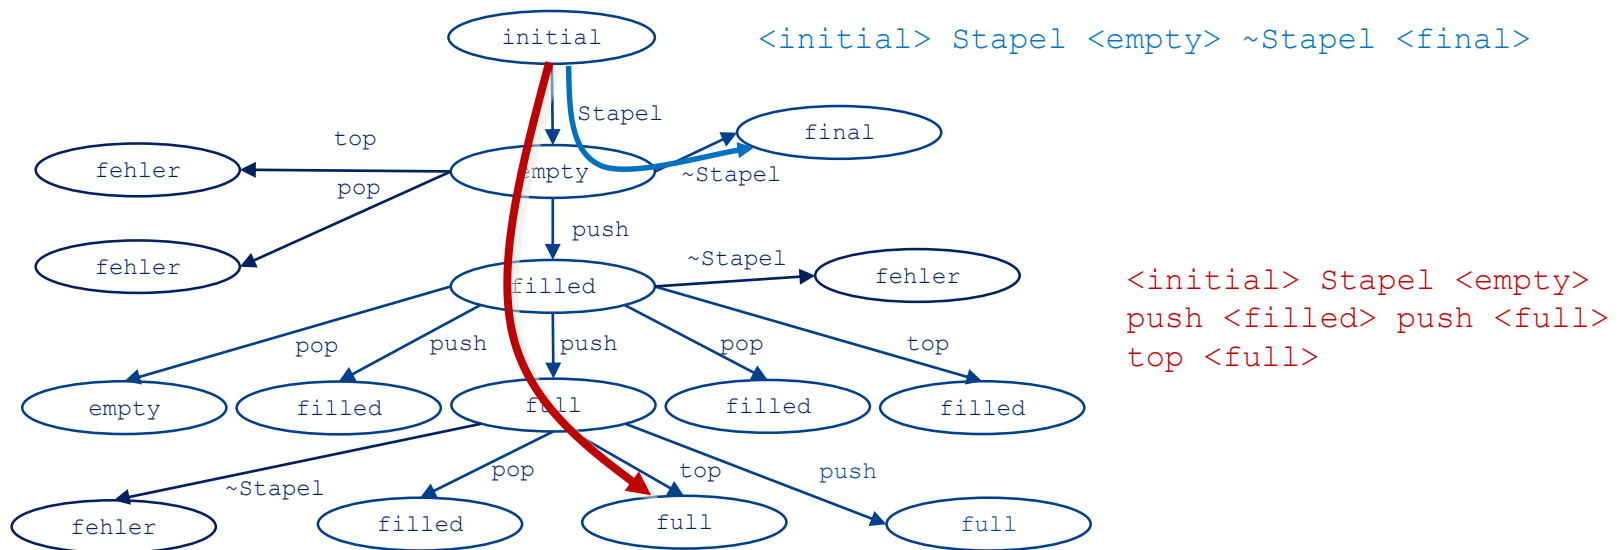 initial
<initial> Stapel <empty> ~Stapel <final>
Stapel
final
top
fehler
empty
~Stapel
pop
push
fehler
~Stapel
fehler
filled
<initial> Stapel <empty>
push <filled> push <full>
top <full>
pop
push
push
pop
top
empty
filled
full
filled
filled
~Stapel
pop
top
push
fehler
filled
full
full